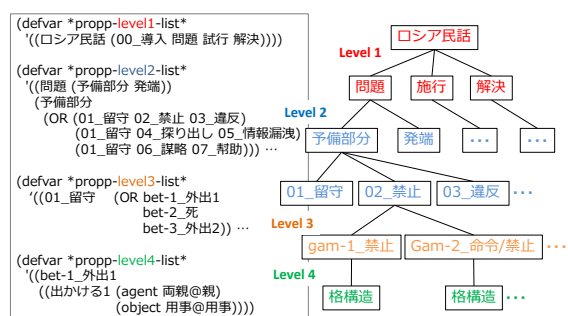 (defvar *propp-level1-list*
'((ロシア民話 (00_導入 問題 試行 解決))))
(defvar *propp-level2-list*
'((問題 (予備部分 発端))
(予備部分
(OR (01_留守 02_禁止 03_違反)
(01_留守 04_探り出し 05_情報漏洩)
(01_留守 06_謀略 07_幇助))) …
(defvar *propp-level3-list*
'((01_留守 (OR bet-1_外出1
bet-2_死
bet-3_外出2)) …
(defvar *propp-level4-list*
'((bet-1_外出1
((出かける1 (agent 両親@親)
(object 用事@用事))))
ロシア民話
Level 1
問題 施行 解決
Level 2
予備部分 発端 ... ...
01_留守 02_禁止 03_違反 ...
Level 3
gam-1_禁止 Gam-2_命令/禁止 ...
Level 4
格構造 格構造 ...